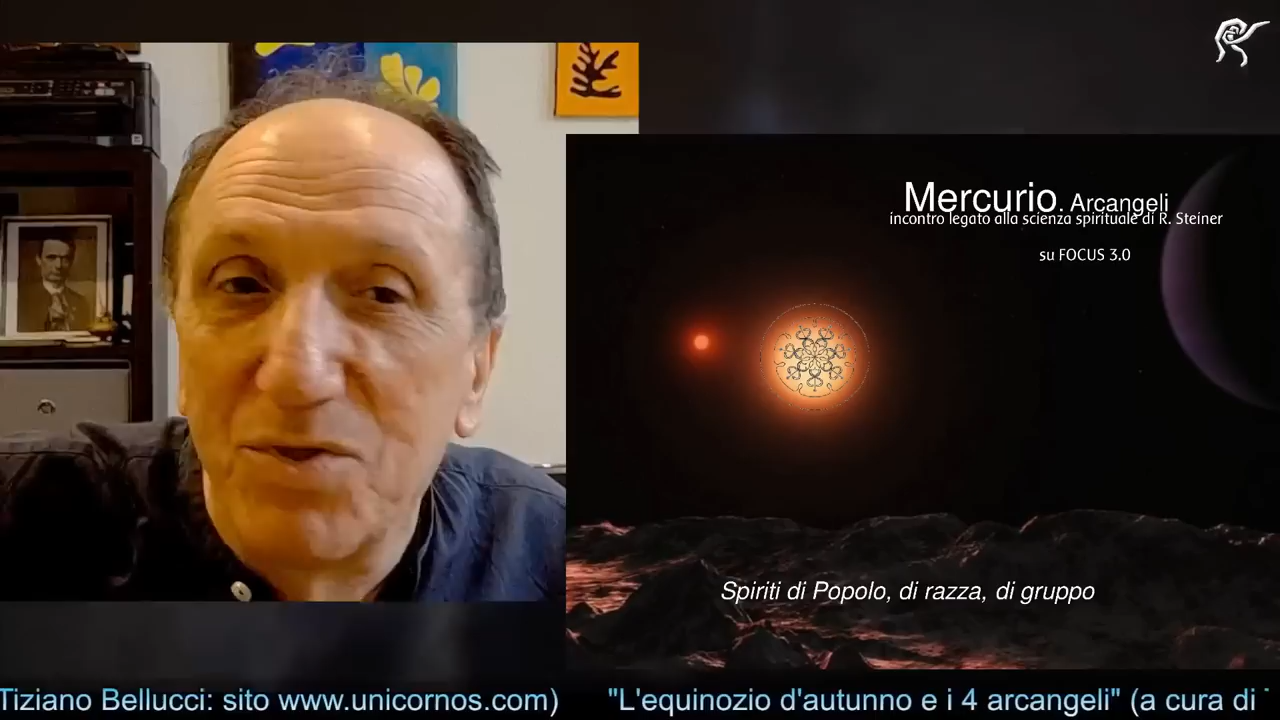 Mercurio. Arcangeli
incontro legato alla scienza spirituale di R. Steiner
su FOCUS 3.0
Spiriti di Popolo, di razza, di gruppo
Tiziano Bellucci: sito www.unicornos.com) "L'equinozio d'autunno e i 4 arcangeli" (a cura di